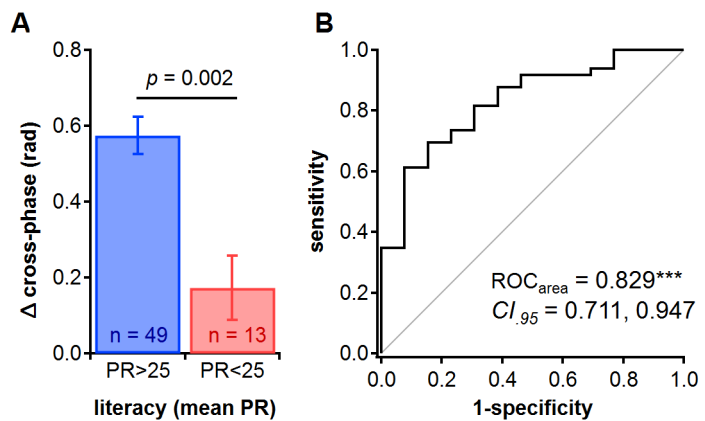 A
0.8
0.6
0.4
0.2
0.0
Δ cross-phase (rad)
p = 0.002
n = 49
n = 13
PR>25
PR<25
literacy (mean PR)
B
1.0
0.8
0.6
0.4
0.2
0.0
sensitivity
ROCarea = 0.829***
CI.95 = 0.711, 0.947
0.0 0.2 0.4 0.6 0.8 1.0
1-specificity